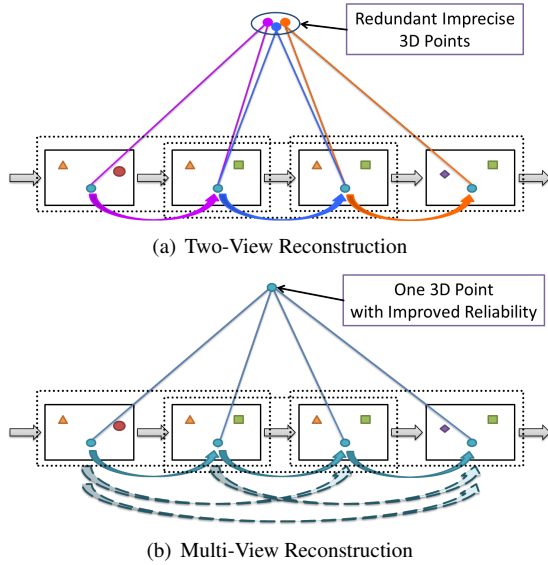 Redundant Imprecise
3D Points
(a) Two-View Reconstruction
One 3D Point
with Improved Reliability
(b) Multi-View Reconstruction